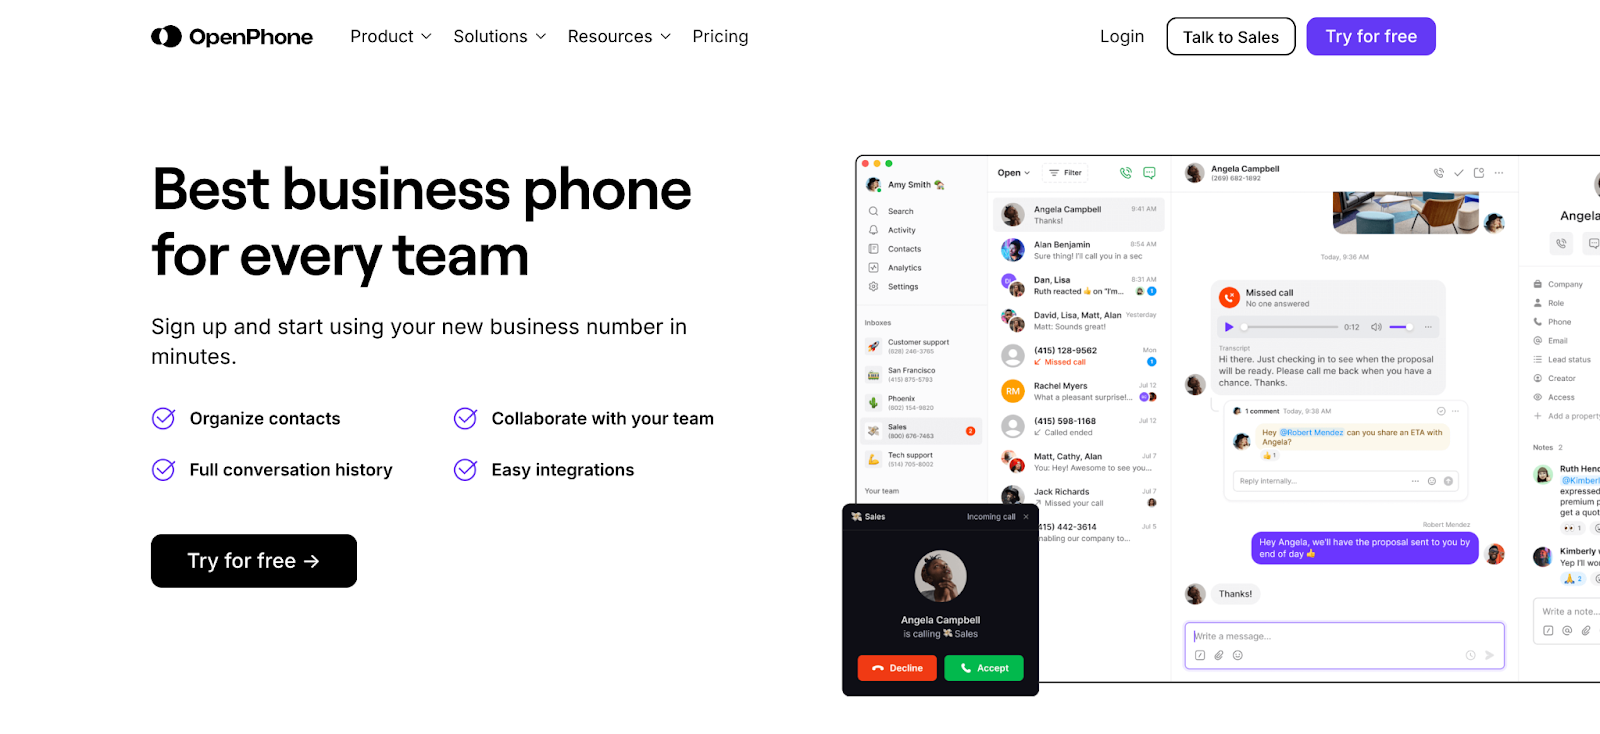 OpenPhone
Product
Solutions
Resources
Pricing
Login
Talk to Sales
Try for free
Best business phone
for every team
Sign up and start using your new business number in
minutes.
Organize contacts
Collaborate with your team
Full conversation history
Easy integrations
Try for free →
Amy Smith
Search
Activity
Contacts
Analytics
Settings
Inboxes
Customer support
(628) 246-3765
San Francisco
(415) 875-5793
Phoenix
(602) 154-9820
Sales
(800) 676-7463
2
Tech support
(514) 705-8002
Your team
Open
Filter
Angela Campbell 9:41 AM
Thanks!
Alan Benjamin 9:54 AM
Sure thing! I'll call you in a sec
Dan, Lisa 8:31 AM
Ruth reacted 👍 on "I'm... 1
David, Lisa, Matt, Alan Yesterday
Matt: Sounds great!
(415) 128-9562 Mon
Missed call 1
RM
Rachel Myers Jul 12
What a pleasant surprise!...
(415) 598-1168 Jul 12
Called ended
Matt, Cathy, Alan Jul 7
You: Hey! Awesome to see you...
Jack Richards Jul 7
Missed your call
415) 442-3614 Jul 5
nabling our company to...
Angela Campbell
(269) 682-1892
Today, 9:36 AM
Missed call
No one answered
0:12
Transcript
Hi there. Just checking in to see when the proposal
will be ready. Please call me back when you have a
chance. Thanks.
1 comment Today, 9:38 AM
Hey @Robert Mendez can you share an ETA with
Angela?
👍 1
Reply internally...
Robert Mendez
Hey Angela, we'll have the proposal sent to you by
end of day 👍
Thanks!
Write a message...
Angela
Company
Role
Phone
Email
Lead status
Creator
Access
Add a property
Notes 2
Ruth Hend
@Kimberl
expressed
premium p
get a quot
👀 1
Kimberly w
Yep I'll wor
🙏 2
Write a note...
Sales
Incoming call
Angela Campbell
is calling 💸 Sales
Decline
Accept